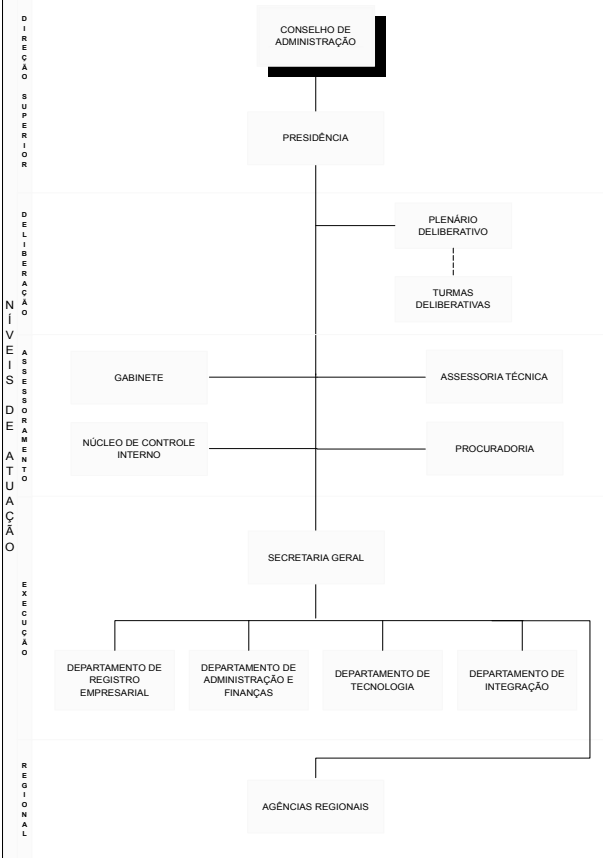 NÍVEIS DE ATUAÇÃO
DIREÇÃO SUPERIOR
CONSELHO DE
ADMINISTRAÇÃO
PRESIDÊNCIA
DELIBERAÇÃO
PLENÁRIO
DELIBERATIVO
TURMAS
DELIBERATIVAS
ASSESSORAMENTO
GABINETE
ASSESSORIA TÉCNICA
NÚCLEO DE CONTROLE
INTERNO
PROCURADORIA
EXECUÇÃO
SECRETARIA GERAL
DEPARTAMENTO DE
REGISTRO
EMPRESARIAL
DEPARTAMENTO DE
ADMINISTRAÇÃO E
FINANÇAS
DEPARTAMENTO DE
TECNOLOGIA
DEPARTAMENTO DE
INTEGRAÇÃO
REGIONAL
AGÊNCIAS REGIONAIS